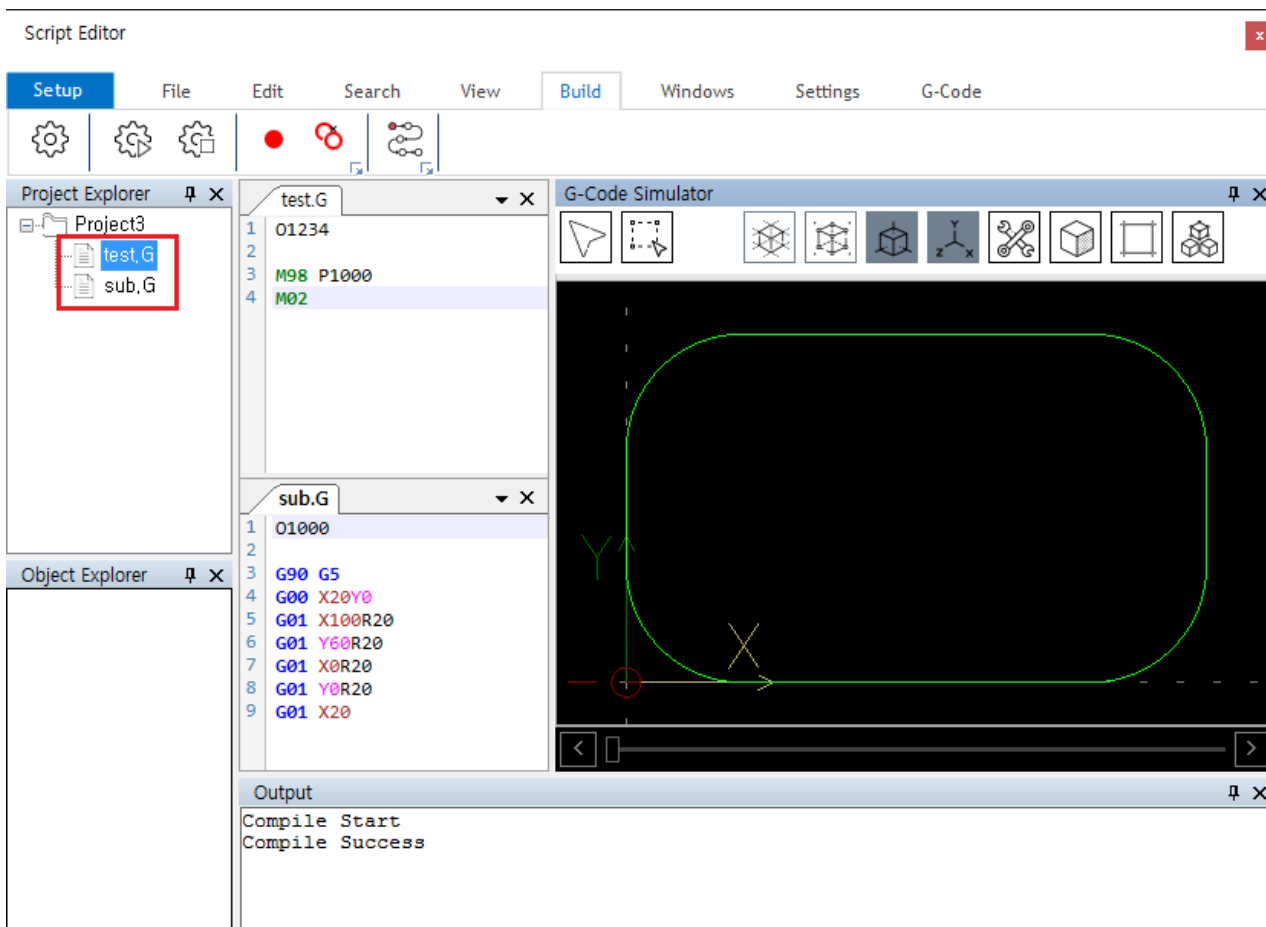 Script Editor
x
Setup File Edit Search View Build Windows Settings G-Code
Project Explorer
Project3
test,G
sub,G
Object Explorer
test.G
1 O1234
2
3 M98 P1000
4 M02
sub.G
1 O1000
2
3 G90 G5
4 G00 X20Y0
5 G01 X100R20
6 G01 Y60R20
7 G01 X0R20
8 G01 Y0R20
9 G01 X20
G-Code Simulator
Y
z x
Y
X
Output
Compile Start
Compile Success